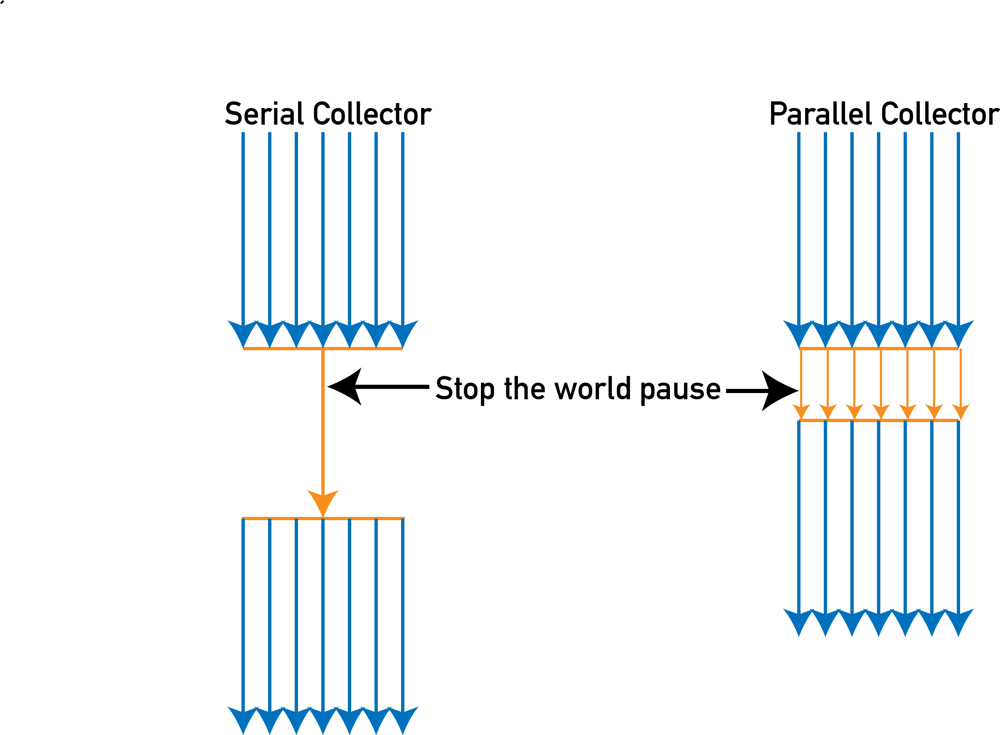 Serial Collector
Parallel Collector
Stop the world pause